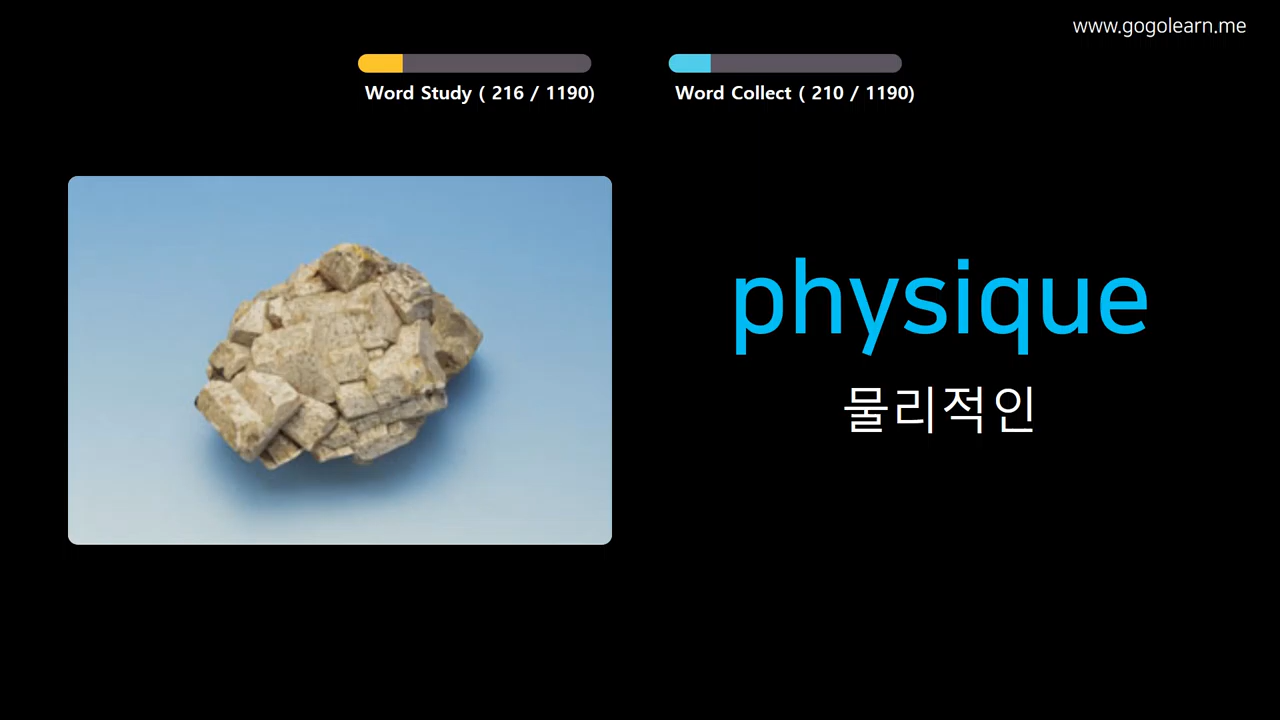 www.gogolearn.me
Word Study ( 216 / 1190)
Word Collect ( 210 / 1190)
physique
물리적인